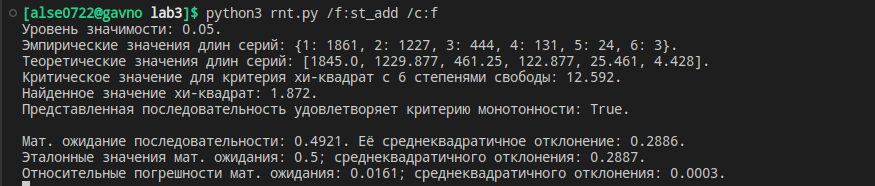 [alse0722@gavno lab3]$ python3 rnt.py /f:st_add /c:f
Уровень значимости: 0.05.
Эмпирические значения длин серий: {1: 1861, 2: 1227, 3: 444, 4: 131, 5: 24, 6: 3}.
Теоретические значения длин серий: [1845.0, 1229.877, 461.25, 122.877, 25.461, 4.428].
Критическое значение для критерия хи-квадрат с 6 степенями свободы: 12.592.
Найденное значение хи-квадрат: 1.872.
Представленная последовательность удовлетворяет критерию монотонности: True.
Мат. ожидание последовательности: 0.4921. Её среднеквадратичное отклонение: 0.2886.
Эталонные значения мат. ожидания: 0.5; среднеквадратичного отклонения: 0.2887.
Относительные погрешности мат. ожидания: 0.0161; среднеквадратичного отклонения: 0.0003.